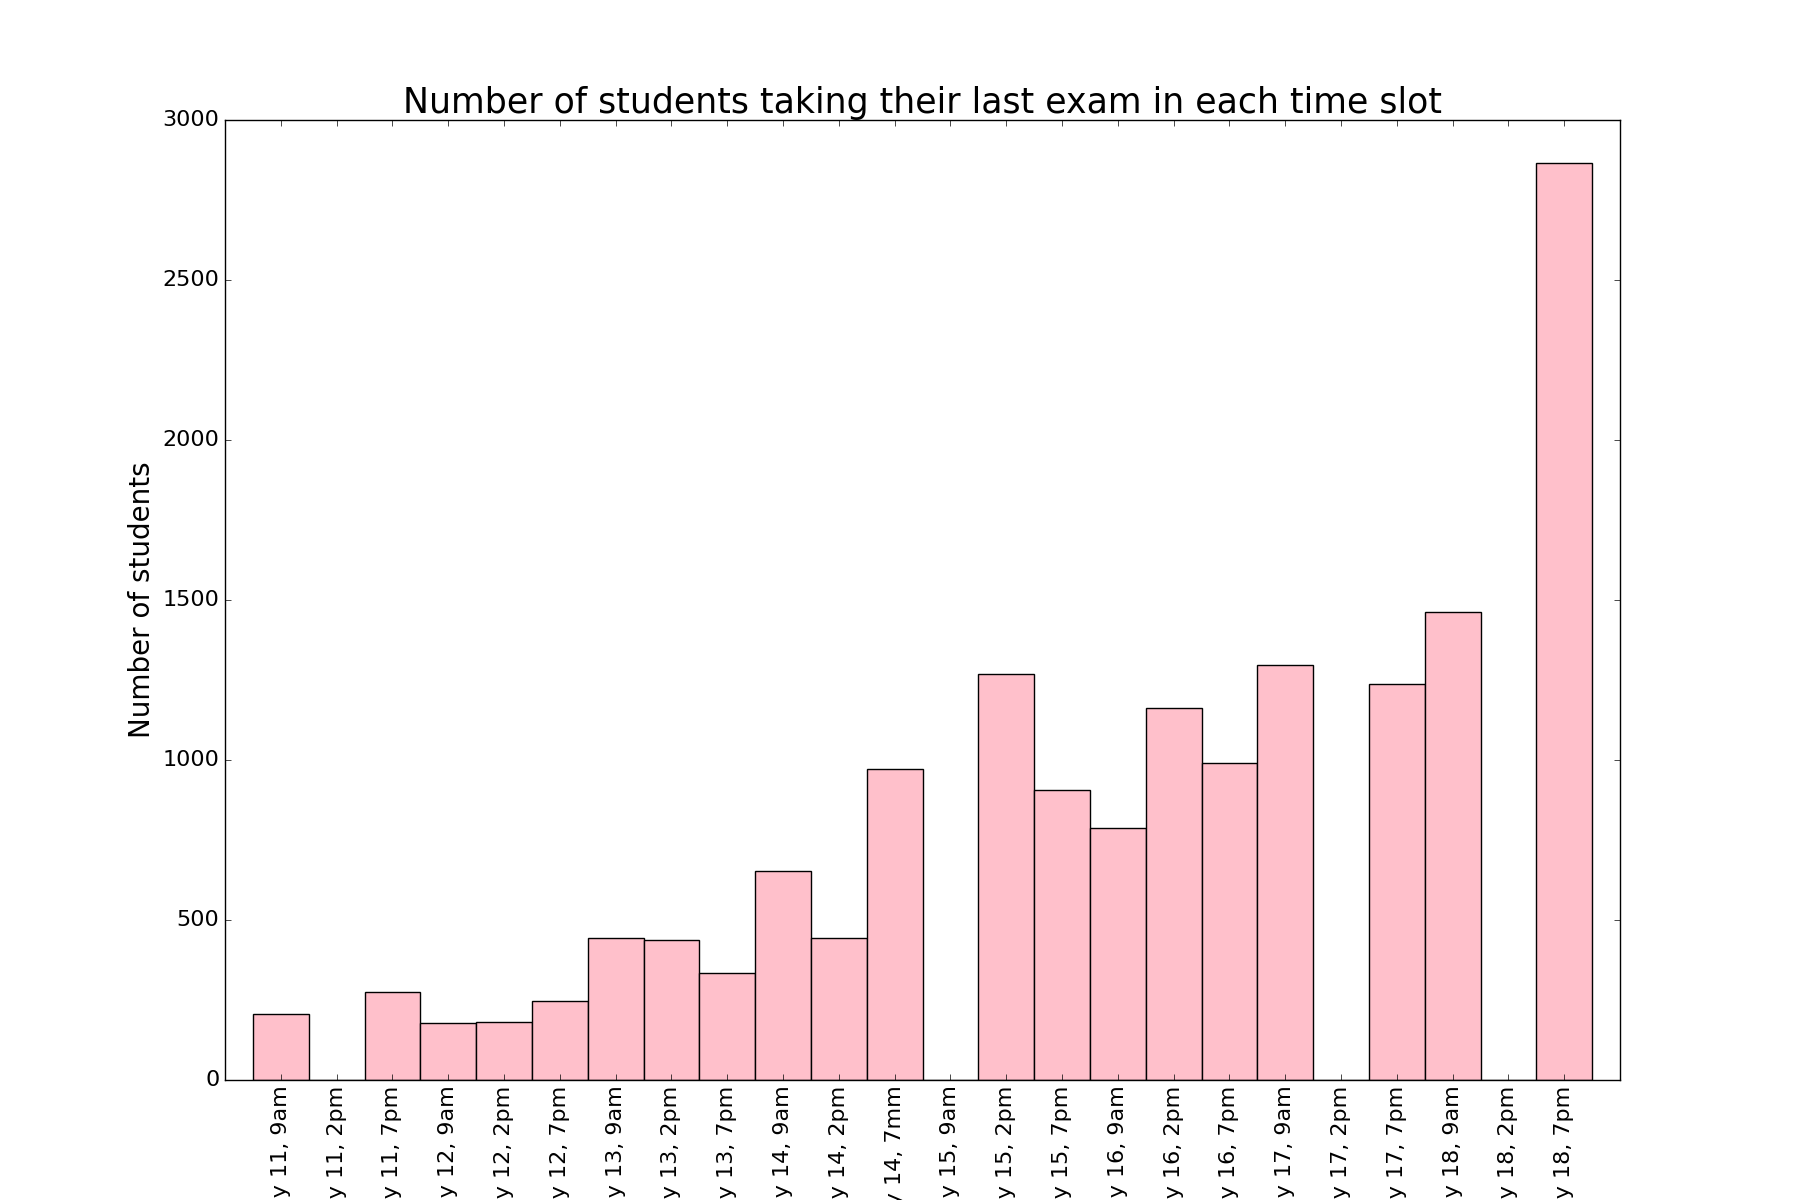 Number of students taking their last exam in each time slot
Number of students
3000
2500
2000
1500
1000
500
0
y 11, 9am
y 11, 2pm
y 11, 7pm
y 12, 9am
y 12, 2pm
y 12, 7pm
y 13, 9am
y 13, 2pm
y 13, 7pm
y 14, 9am
y 14, 2pm
y 14, 7mm
y 15, 9am
y 15, 2pm
y 15, 7pm
y 16, 9am
y 16, 2pm
y 16, 7pm
y 17, 9am
y 17, 2pm
y 17, 7pm
y 18, 9am
y 18, 2pm
y 18, 7pm